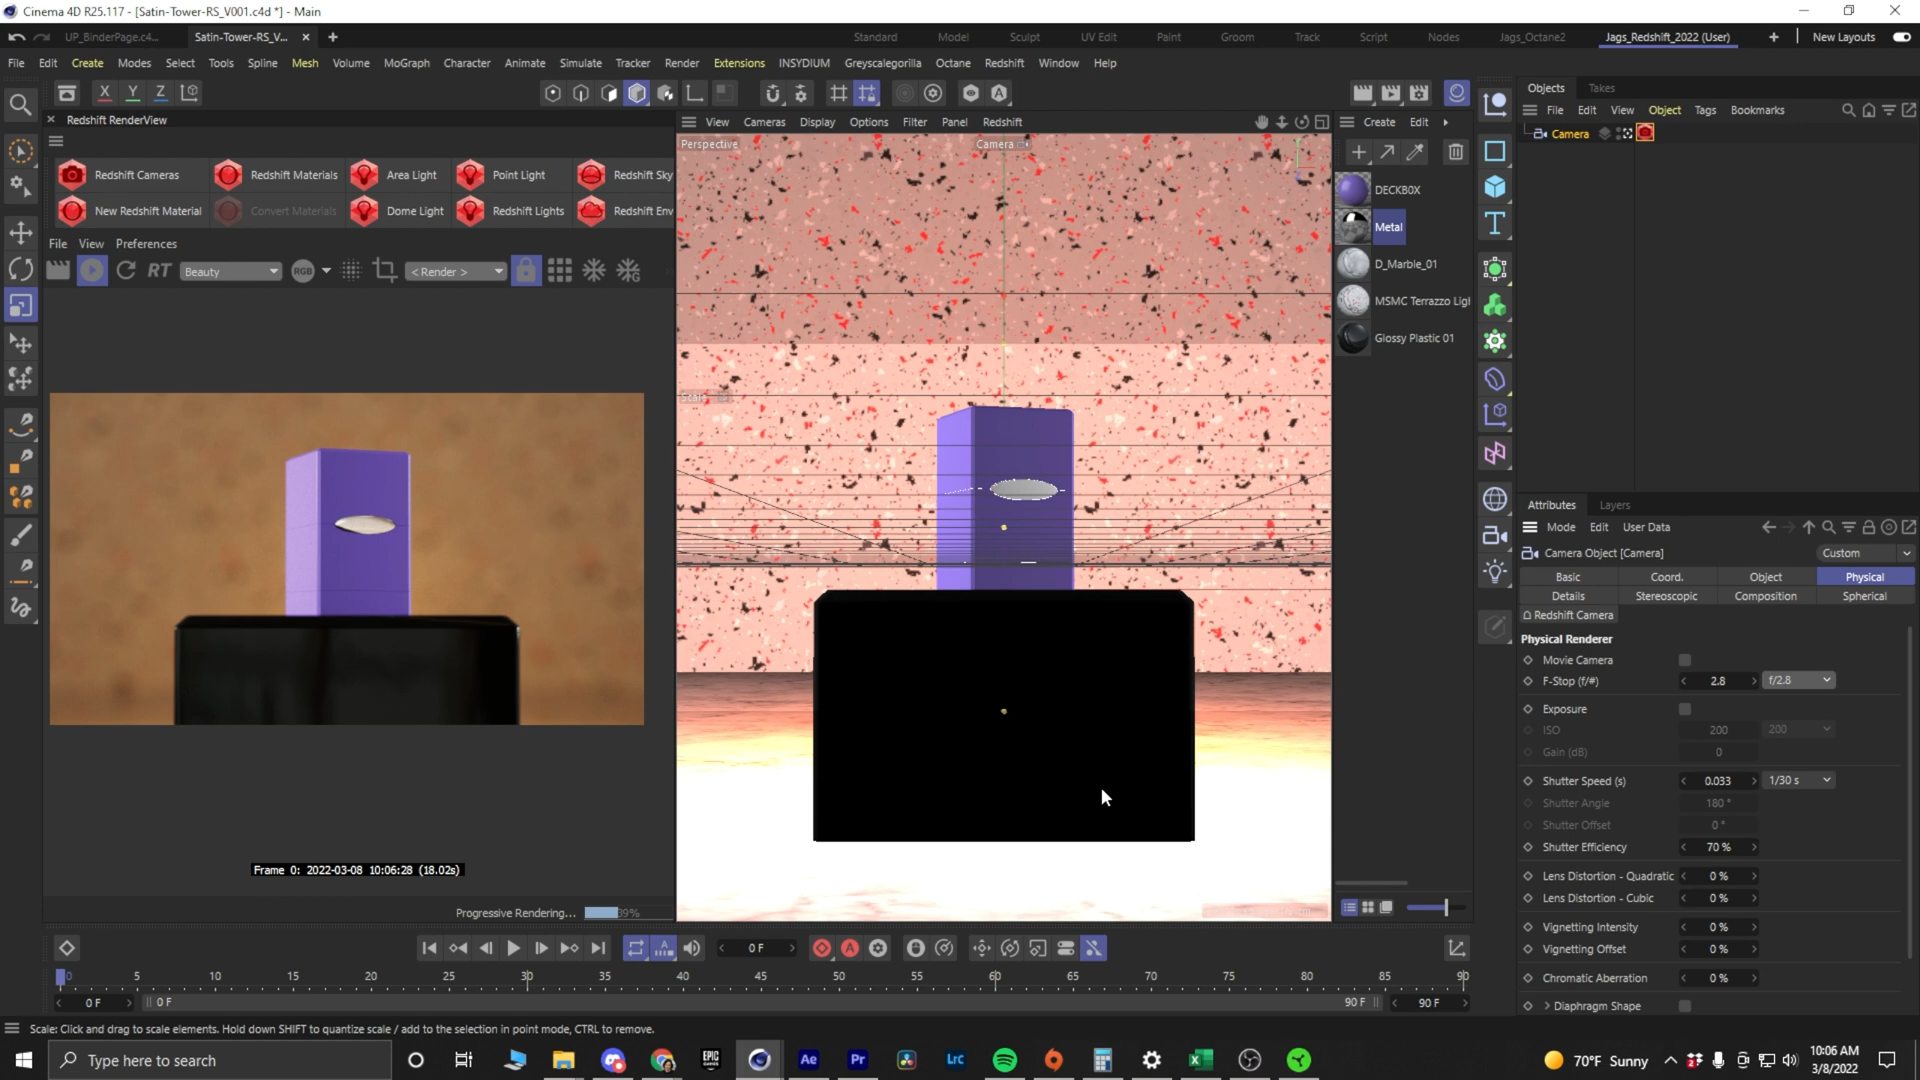 Cinema 4D R25.117 - [Satin-Tower-RS_V001.c4d *] - Main
UP_BinderPage.c4...
Satin-Tower-RS_V...
Standard
Model
Sculpt
UV Edit
Paint
Groom
Track
Script
Nodes
Jags_Octane2
Jags_Redshift_2022 (User)
New Layouts
File Edit Create Modes Select Tools Spline Mesh Volume MoGraph Character Animate Simulate Tracker Render Extensions INSYDIUM Greyscalegorilla Octane Redshift Window Help
X Y Z
Redshift RenderView
Redshift Cameras
Redshift Materials
Area Light
Point Light
Redshift Sky
New Redshift Material
Convert Materials
Dome Light
Redshift Lights
Redshift Env
File View Preferences
RT
Beauty
RGB
< Render >
Frame 0: 2022-03-08 10:06:28 (18.02s)
Progressive Rendering... 39%
View Cameras Display Options Filter Panel Redshift
Perspective
Camera
Scale
Create Edit
DECKB0X
Metal
D_Marble_01
MSMC Terrazzo Ligl
Glossy Plastic 01
Objects Takes
File Edit View Object Tags Bookmarks
Camera
Attributes Layers
Mode Edit User Data
Camera Object [Camera]
Custom
Basic Coord. Object Physical
Details Stereoscopic Composition Spherical
Redshift Camera
Physical Renderer
Movie Camera
F-Stop (f/#) 2.8 f/2.8
Exposure
ISO 200 200
Gain (dB) 0
Shutter Speed (s) 0.033 1/30 s
Shutter Angle 180 °
Shutter Offset 0 °
Shutter Efficiency 70 %
Lens Distortion - Quadratic 0 %
Lens Distortion - Cubic 0 %
Vignetting Intensity 0 %
Vignetting Offset 0 %
Chromatic Aberration 0 %
Diaphragm Shape
0 F
0 5 10 15 20 25 30 35 40 45 50 55 60 65 70 75 80 85 90
0 F 0 F 90 F 90 F
Scale: Click and drag to scale elements. Hold down SHIFT to quantize scale / add to the selection in point mode, CTRL to remove.
Type here to search
EPIC
Ae
Pr
Lrc
70°F Sunny
10:06 AM
3/8/2022